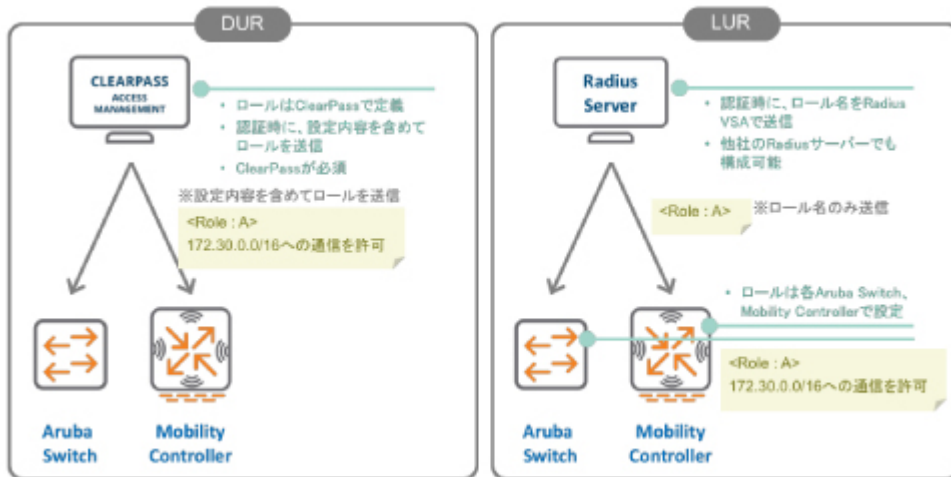 DUR
CLEARPASS
ACCESS
MANAGEMENT
• ロールはClearPassで定義
• 認証時に、設定内容を含めて
ロールを送信
• ClearPassが必須
※設定内容を含めてロールを送信
<Role : A>
172.30.0.0/16への通信を許可
Aruba
Switch
Mobility
Controller
LUR
Radius
Server
• 認証時に、ロール名をRadius
VSAで送信
• 他社のRadiusサーバーでも
構成可能
<Role : A>
※ロール名のみ送信
• ロールは各Aruba Switch、
Mobility Controllerで設定
<Role : A>
172.30.0.0/16への通信を許可
Aruba
Switch
Mobility
Controller